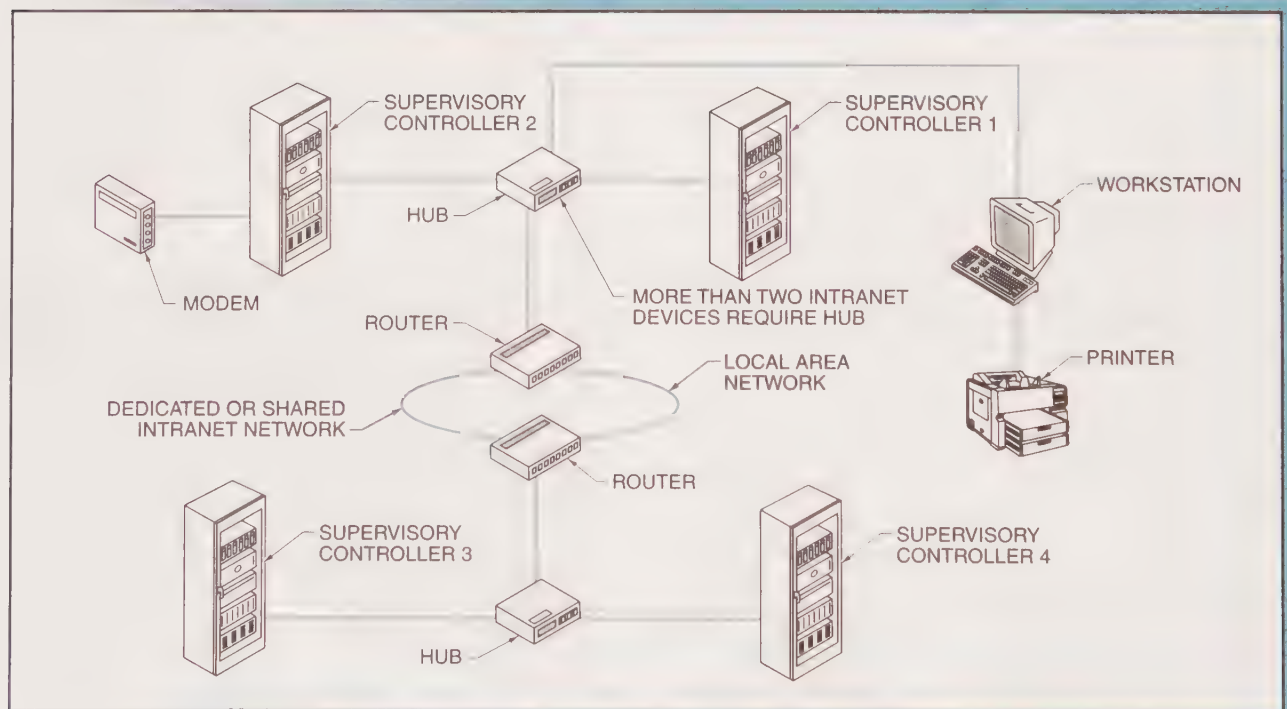 SUPERVISORY
CONTROLLER 2
SUPERVISORY
CONTROLLER 1
WORKSTATION
HUB
MODEM
MORE THAN TWO INTRANET
DEVICES REQUIRE HUB
ROUTER
LOCAL AREA
NETWORK
PRINTER
DEDICATED OR SHARED
INTRANET NETWORK
ROUTER
SUPERVISORY
CONTROLLER 3
SUPERVISORY
CONTROLLER 4
HUB